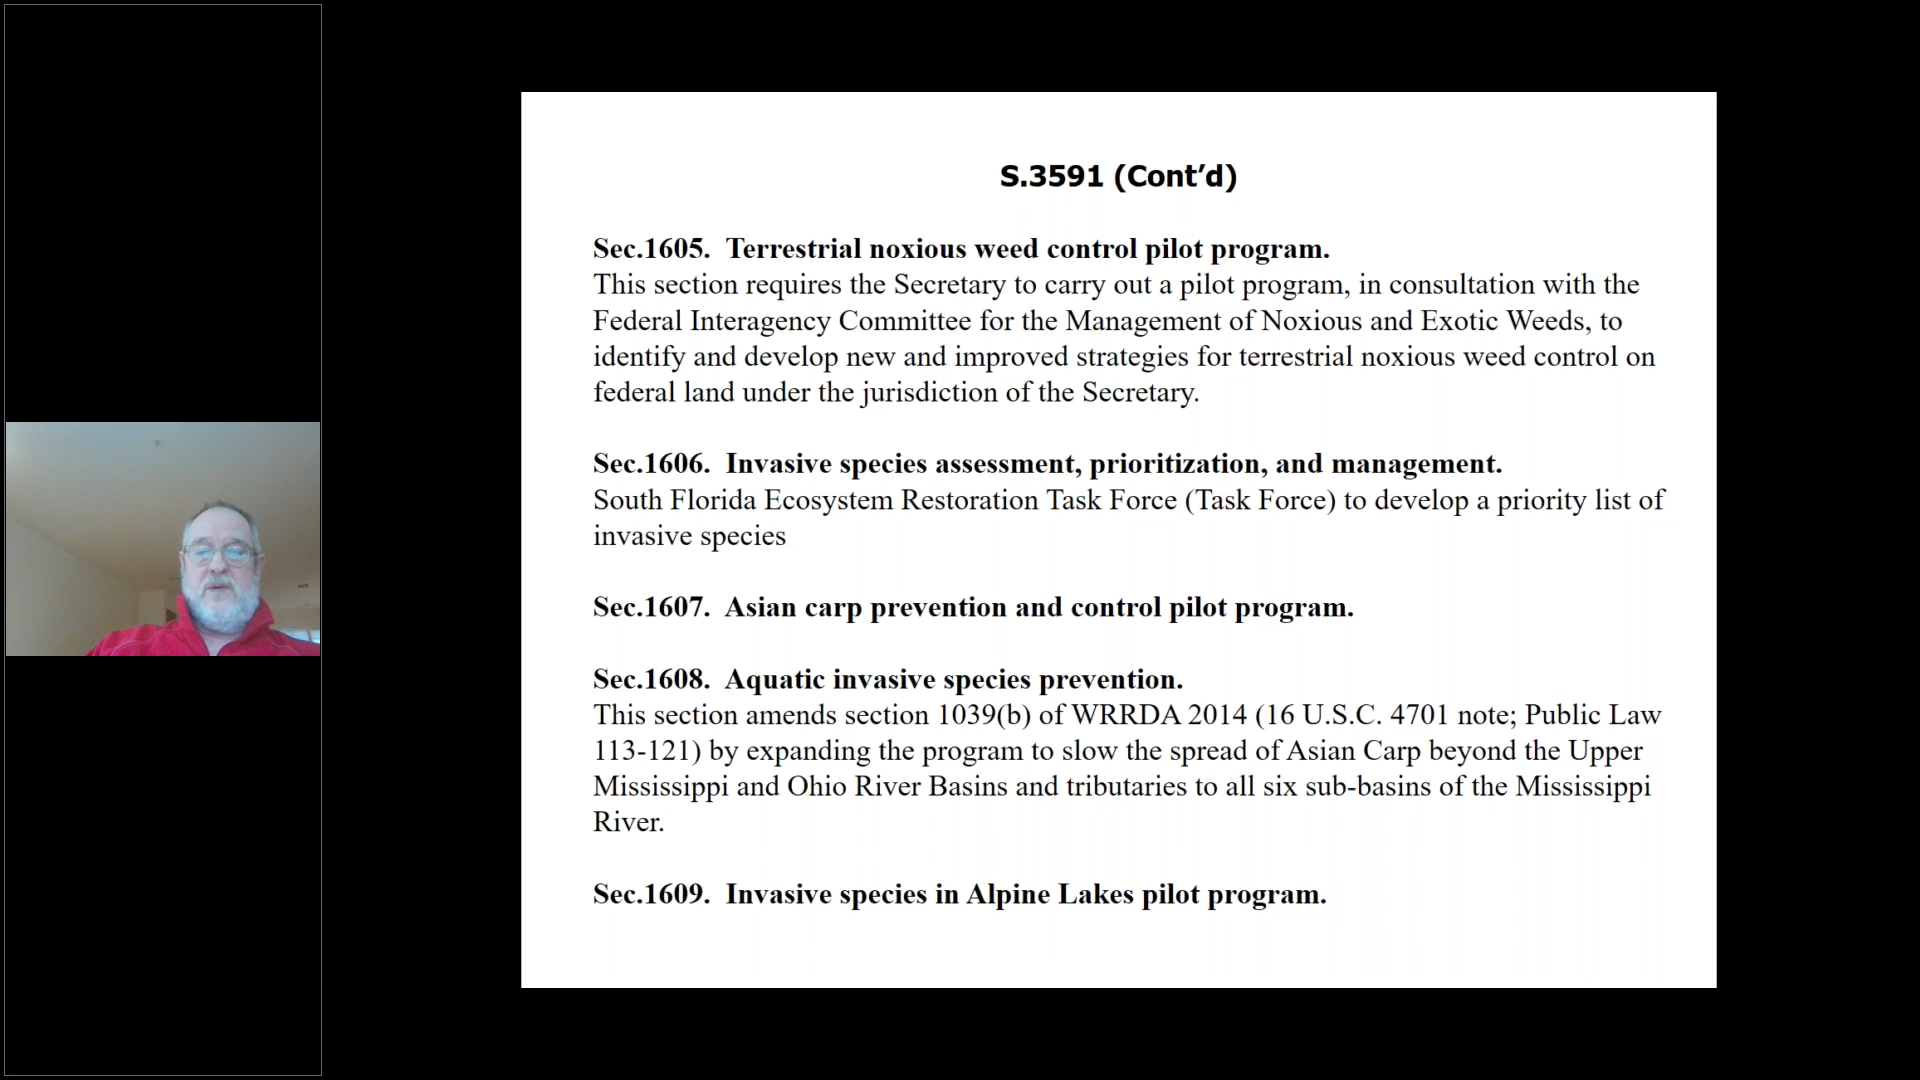 S.3591 (Cont’d)
Sec.1605.  Terrestrial noxious weed control pilot program.
This section requires the Secretary to carry out a pilot program, in consultation with the
Federal Interagency Committee for the Management of Noxious and Exotic Weeds, to
identify and develop new and improved strategies for terrestrial noxious weed control on
federal land under the jurisdiction of the Secretary.
Sec.1606.  Invasive species assessment, prioritization, and management.
South Florida Ecosystem Restoration Task Force (Task Force) to develop a priority list of
invasive species
Sec.1607.  Asian carp prevention and control pilot program.
Sec.1608.  Aquatic invasive species prevention.
This section amends section 1039(b) of WRRDA 2014 (16 U.S.C. 4701 note; Public Law
113-121) by expanding the program to slow the spread of Asian Carp beyond the Upper
Mississippi and Ohio River Basins and tributaries to all six sub-basins of the Mississippi
River.
Sec.1609.  Invasive species in Alpine Lakes pilot program.